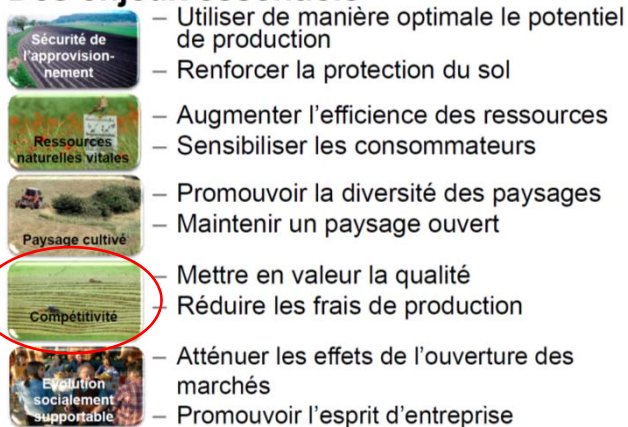 Sécurité de
l'approvision-
nement
– Utiliser de manière optimale le potentiel
de production
– Renforcer la protection du sol
Ressources
naturelles vitales
– Augmenter l'efficience des ressources
– Sensibiliser les consommateurs
Paysage cultivé
– Promouvoir la diversité des paysages
– Maintenir un paysage ouvert
Compétitivité
– Mettre en valeur la qualité
– Réduire les frais de production
Evolution
socialement
supportable
– Atténuer les effets de l'ouverture des
marchés
– Promouvoir l'esprit d'entreprise